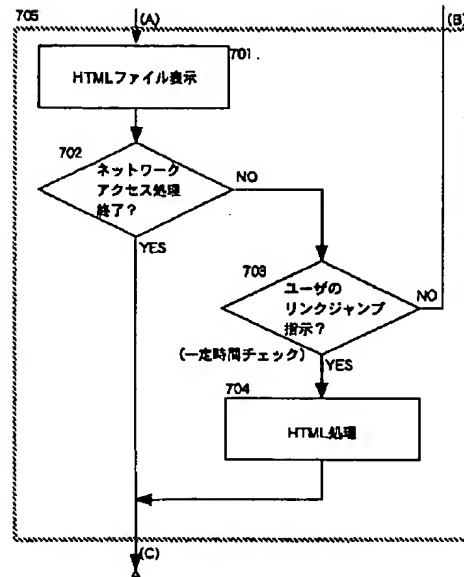 705
(A)
(B)
701
HTMLファイル表示
702
ネットワーク
アクセス処理
終了?
NO
YES
703
ユーザの
リンクジャンプ
指示?
NO
(一定時間チェック)
YES
704
HTML処理
(C)